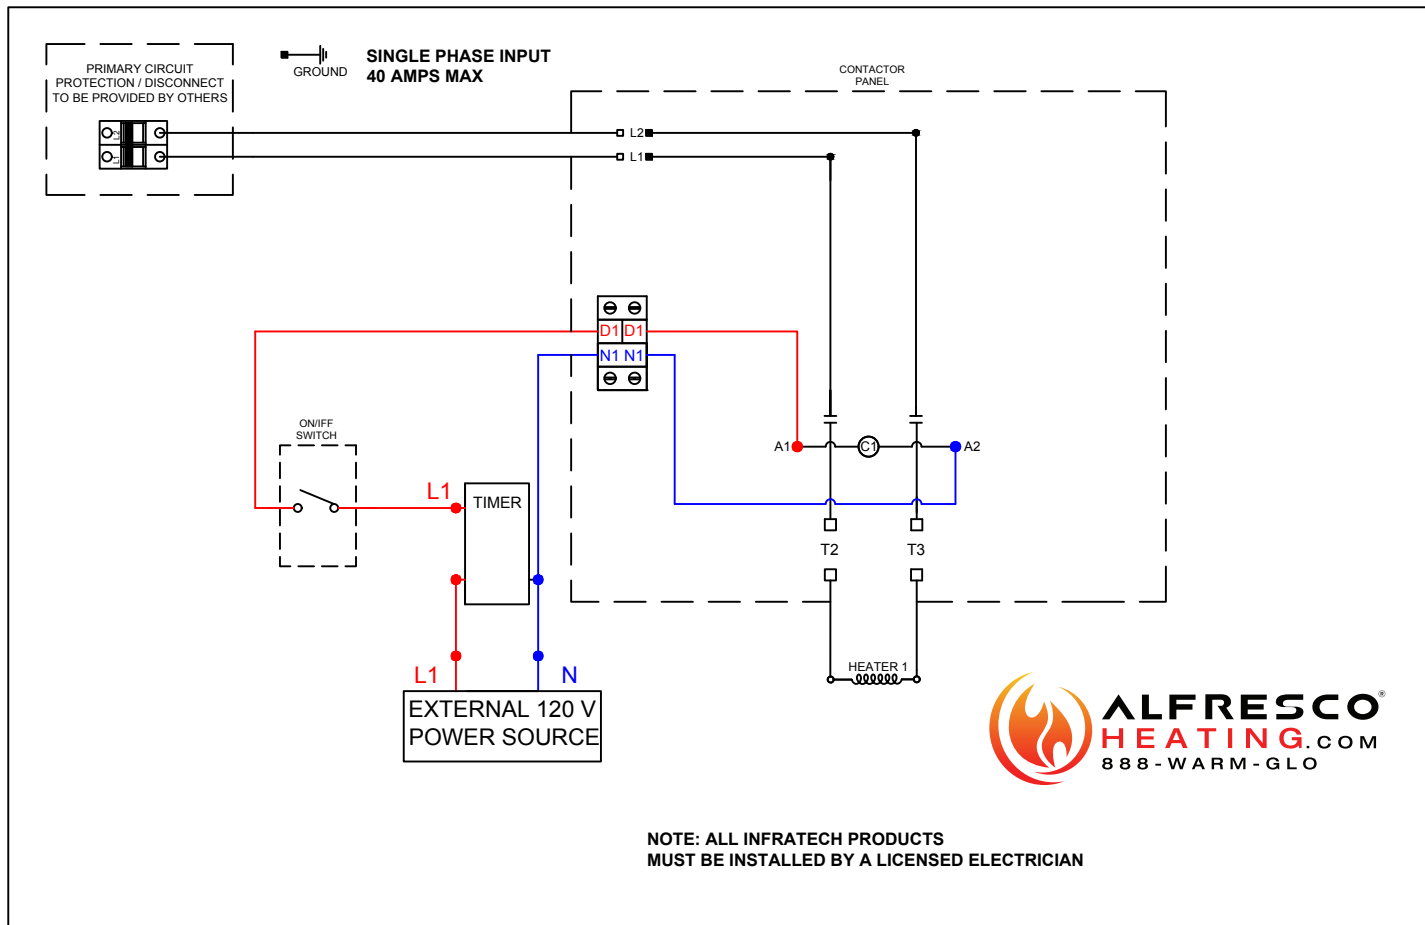 PRIMARY CIRCUIT
PROTECTION / DISCONNECT
TO BE PROVIDED BY OTHERS
L2
L1
GROUND
SINGLE PHASE INPUT
40 AMPS MAX
CONTACTOR
PANEL
L2
L1
D1 D1
N1 N1
ON/IFF
SWITCH
L1
TIMER
A1
C1
A2
T2
T3
L1
N
EXTERNAL 120 V
POWER SOURCE
HEATER 1
ALFRESCO®
HEATING.COM
888-WARM-GLO
NOTE: ALL INFRATECH PRODUCTS
MUST BE INSTALLED BY A LICENSED ELECTRICIAN